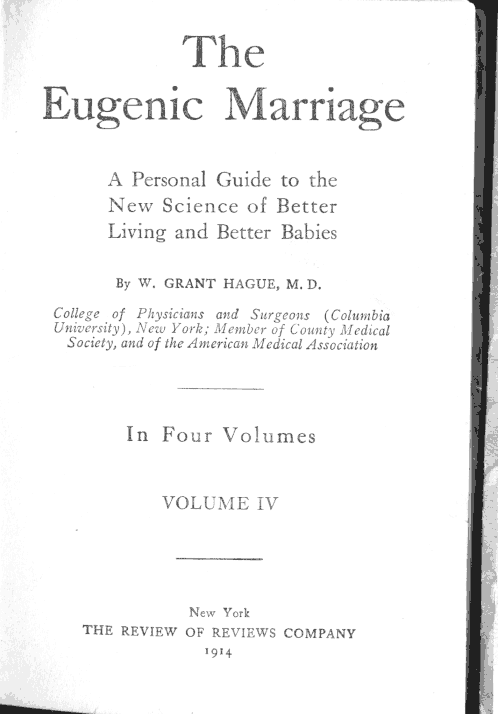 The
Eugenic Marriage
A Personal Guide to the
New Science of Better
Living and Better Babies
By W. GRANT HAGUE, M. D.
College of Physicians and Surgeons (Columbia
University), New York; Member of County Medical
Society, and of the American Medical Association
In Four Volumes
VOLUME IV
New York
THE REVIEW OF REVIEWS COMPANY
1914